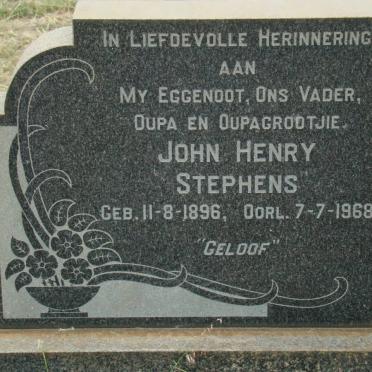 IN LIEFDEVOLLE HERINNERING
AAN
MY EGGENOOT, ONS VADER,
OUPA EN OUPAGROOTJIE.
JOHN HENRY
STEPHENS
GEB. 11-8-1896, OORL. 7-7-1968
"GELOOF"